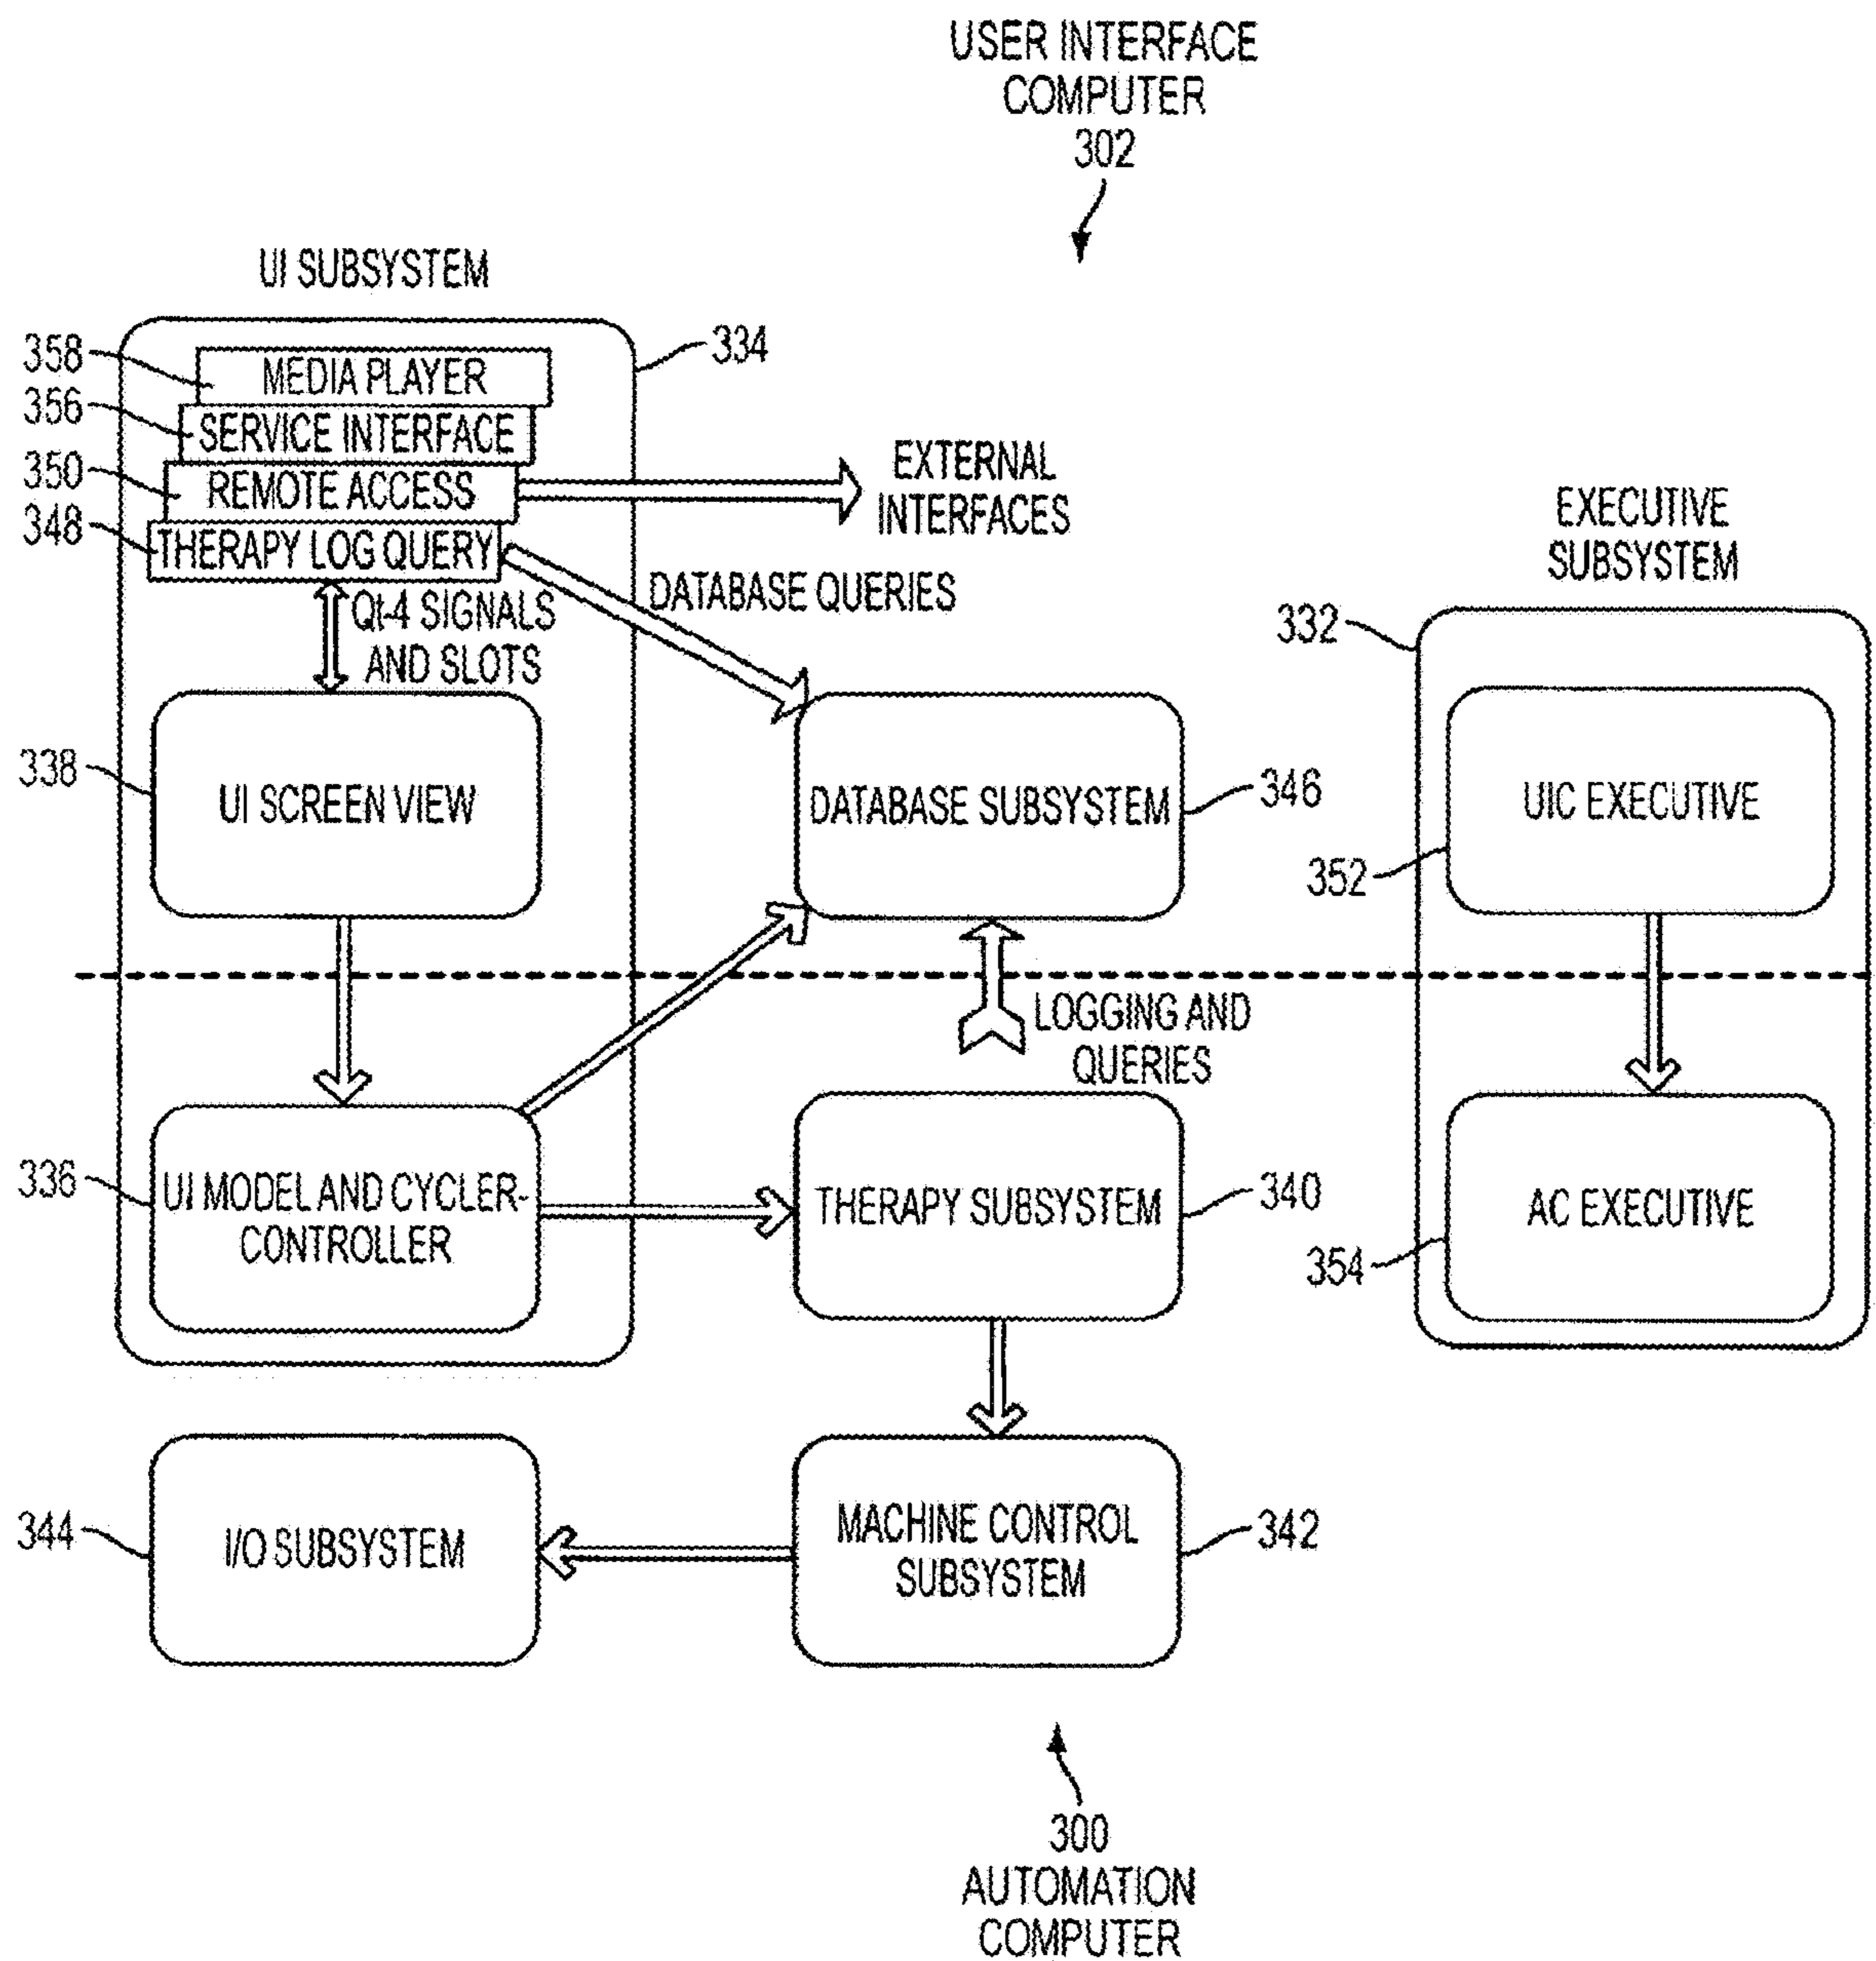 USER INTERFACE
COMPUTER
302
UI SUBSYSTEM
334
358
MEDIA PLAYER
356
SERVICE INTERFACE
350
REMOTE ACCESS
348
THERAPY LOG QUERY
EXTERNAL
INTERFACES
DATABASE QUERIES
Qt-4 SIGNALS
AND SLOTS
EXECUTIVE
SUBSYSTEM
332
338
UI SCREEN VIEW
DATABASE SUBSYSTEM
346
UIC EXECUTIVE
352
LOGGING AND
QUERIES
336
UI MODEL AND CYCLER-
CONTROLLER
THERAPY SUBSYSTEM
340
AC EXECUTIVE
354
344
I/O SUBSYSTEM
MACHINE CONTROL
SUBSYSTEM
342
300
AUTOMATION
COMPUTER